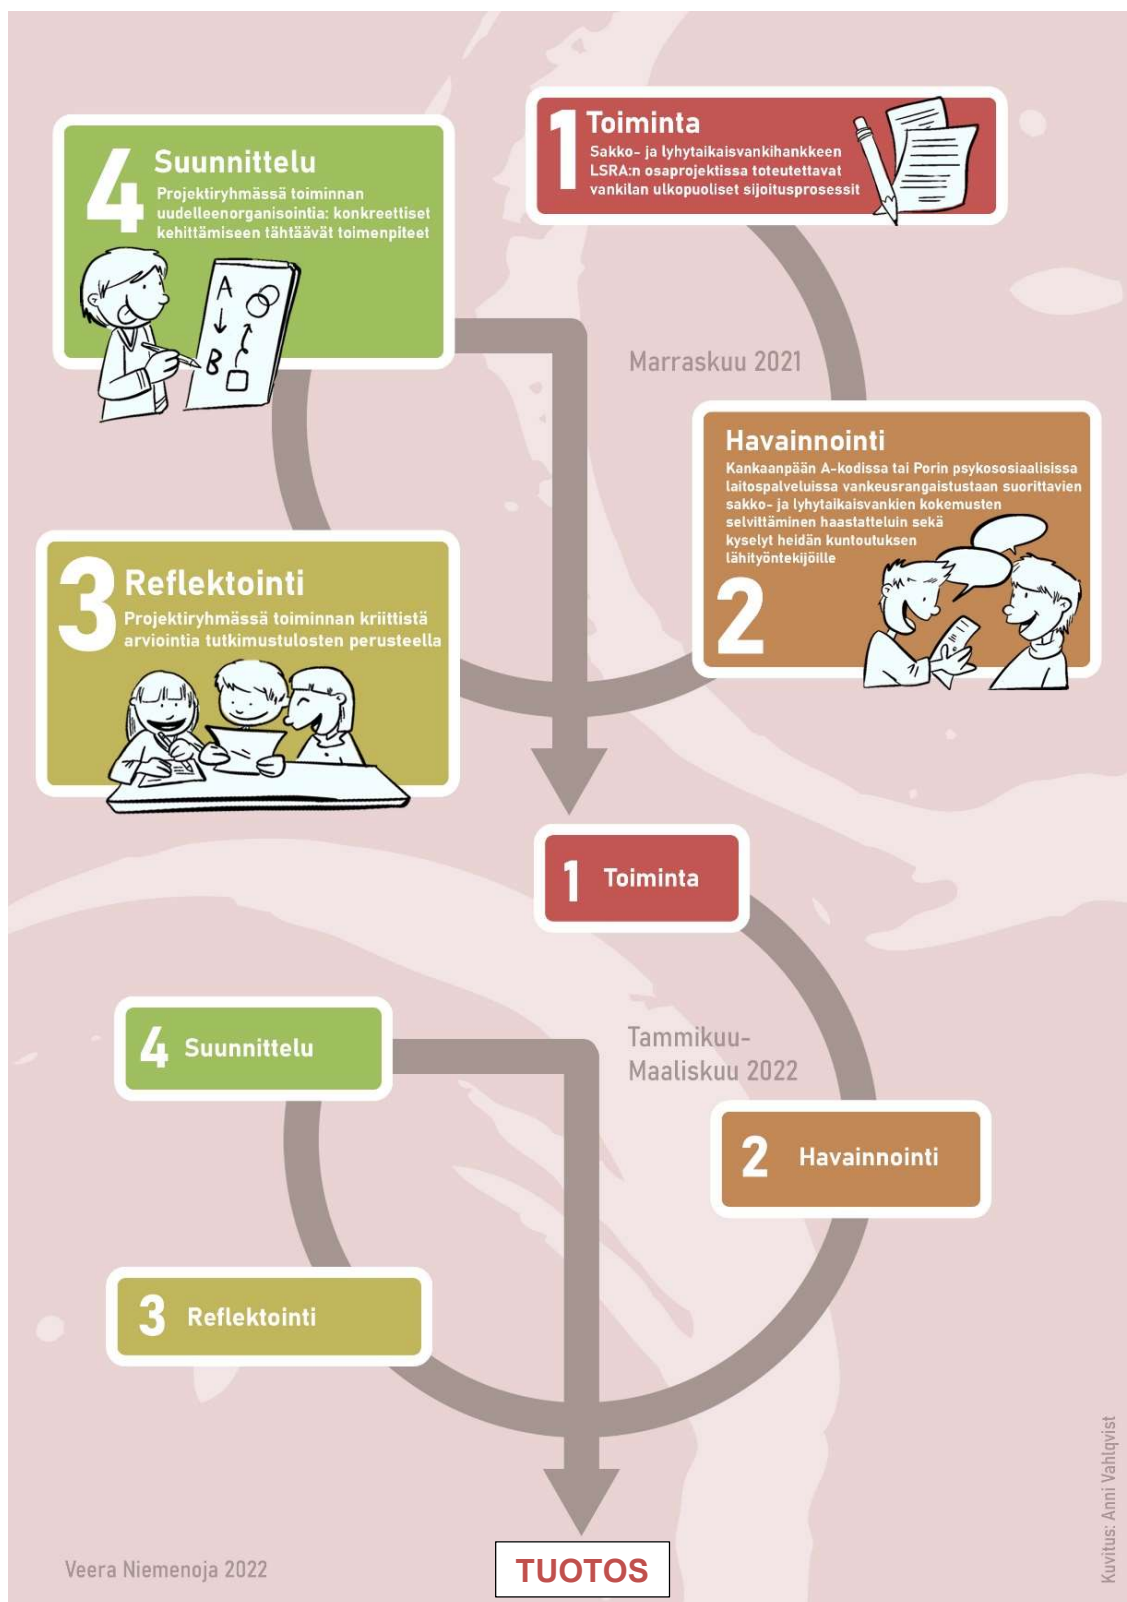 1
Toiminta
Sakko- ja lyhytaikaisvankihankkeen
LSRA:n osaprojektissa toteutettavat
vankilan ulkopuoliset sijoitusprosessit
4
Suunnittelu
Projektiryhmässä toiminnan
uudelleenorganisointia: konkreettiset
kehittämiseen tähtäävät toimenpiteet
A
B
Marraskuu 2021
Havainnointi
Kankaanpään A-kodissa tai Porin psykososiaalisissa
laitospalveluissa vankeusrangaistustaan suorittavien
sakko- ja lyhytaikaisvankien kokemusten
selvittäminen haastatteluin sekä
kyselyt heidän kuntoutuksen
lähityöntekijöille
2
3
Reflektointi
Projektiryhmässä toiminnan kriittistä
arviointia tutkimustulosten perusteella
1 Toiminta
4 Suunnittelu
Tammikuu-
Maaliskuu 2022
2 Havainnointi
3 Reflektointi
TUOTOS
Veera Niemenoja 2022
Kuvitus: Anni Vahlqvist